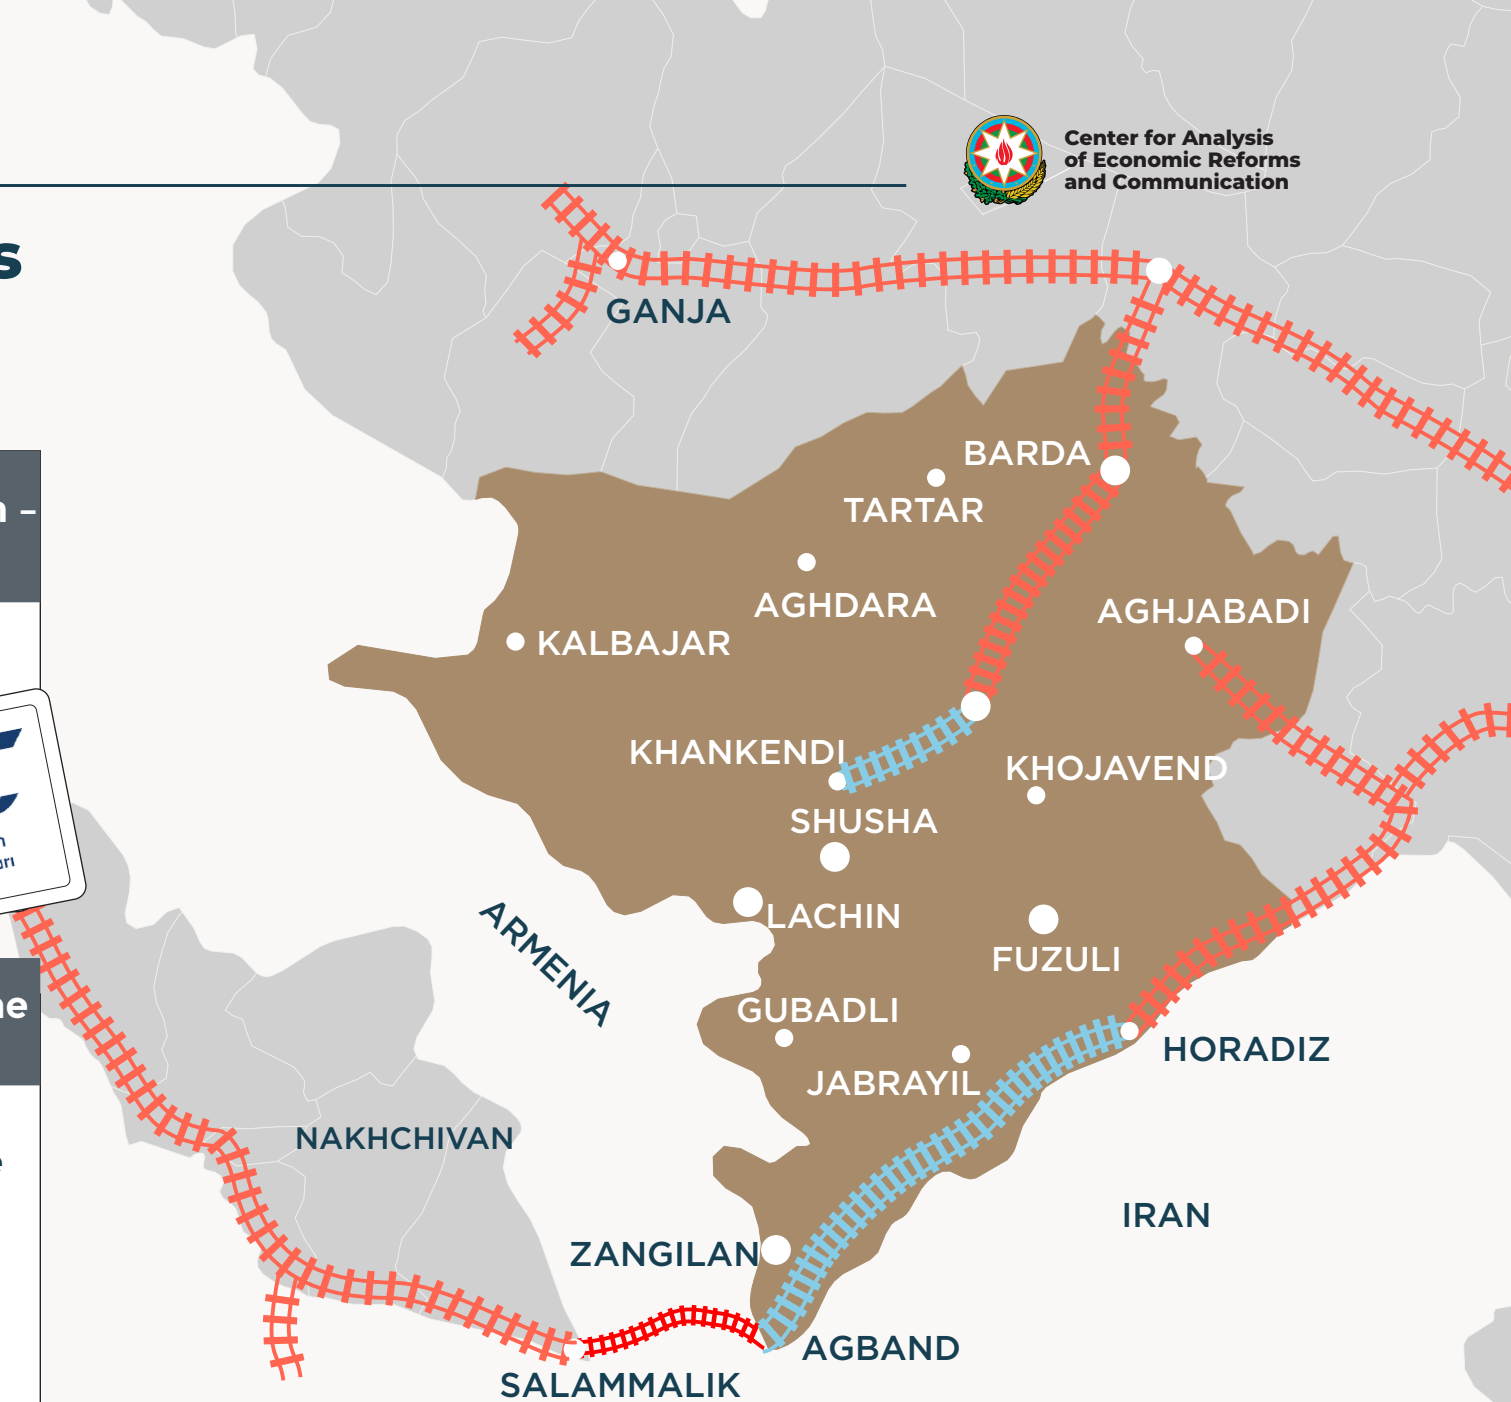 Center for Analysis
of Economic Reforms
and Communication
s
GANJA
BARDA
n –
TARTAR
AGHDARA
AGHJABADI
KALBAJAR
KHANKENDI
KHOJAVEND
SHUSHA
LACHIN
ARMENIA
FUZULI
GUBADLI
HORADIZ
JABRAYIL
NAKHCHIVAN
IRAN
ZANGILAN
AGBAND
SALAMMALIK